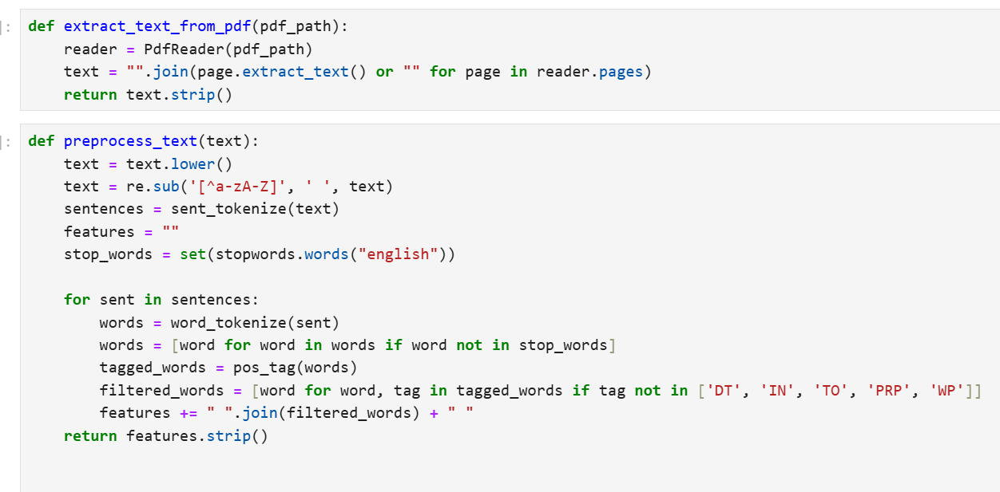 ]: def extract_text_from_pdf(pdf_path):
    reader = PdfReader(pdf_path)
    text = "".join(page.extract_text() or "" for page in reader.pages)
    return text.strip()
]: def preprocess_text(text):
    text = text.lower()
    text = re.sub('[^a-zA-Z]', ' ', text)
    sentences = sent_tokenize(text)
    features = ""
    stop_words = set(stopwords.words("english"))
    for sent in sentences:
        words = word_tokenize(sent)
        words = [word for word in words if word not in stop_words]
        tagged_words = pos_tag(words)
        filtered_words = [word for word, tag in tagged_words if tag not in ['DT', 'IN', 'TO', 'PRP', 'WP']]
        features += " ".join(filtered_words) + " "
    return features.strip()